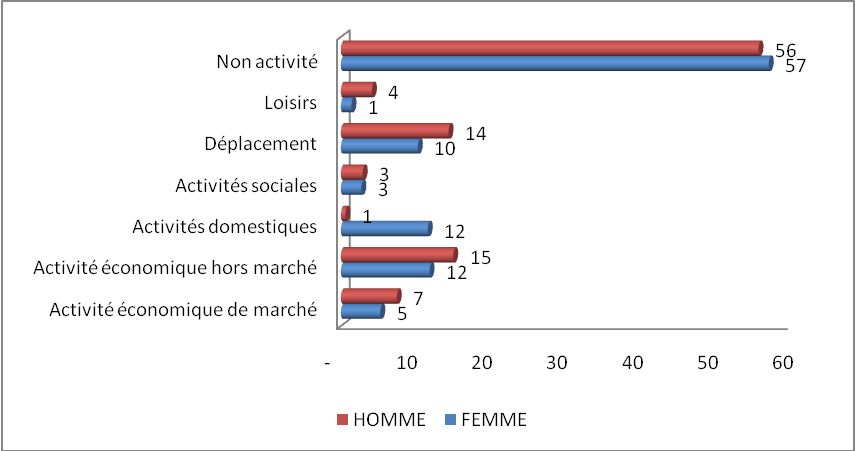 Non activité
56
57
Loisirs
4
1
Déplacement
14
10
Activités sociales
3
3
Activités domestiques
1
12
Activité économique hors marché
15
12
Activité économique de marché
7
5
- 10 20 30 40 50 60
HOMME FEMME